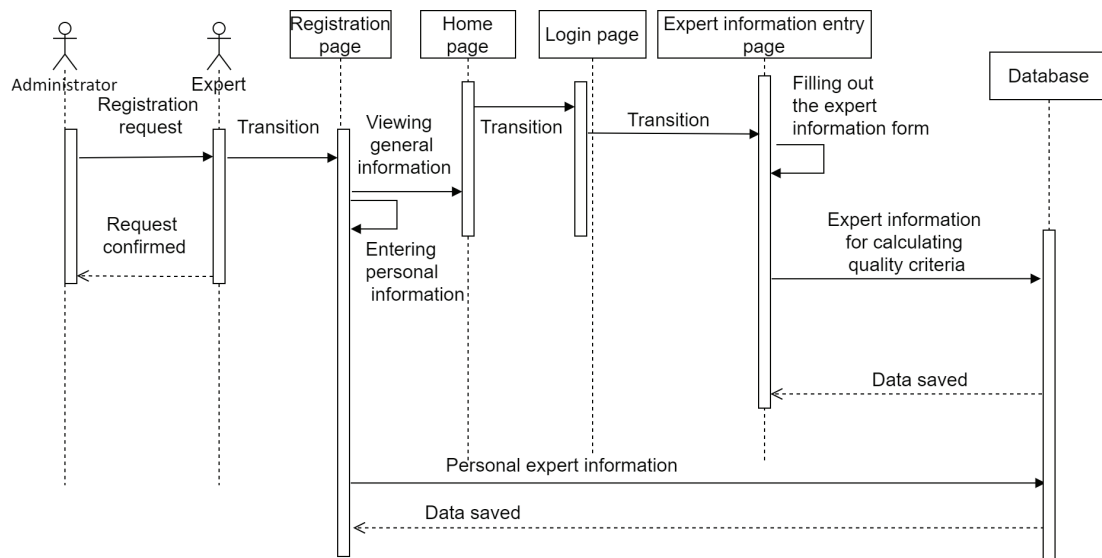 Registration
page
Home
page
Login page
Expert information entry
page
Database
Administrator
Expert
Registration
request
Transition
Viewing
general
information
Transition
Transition
Filling out
the expert
information form
Request
confirmed
Entering
personal
information
Expert information
for calculating
quality criteria
Data saved
Personal expert information
Data saved